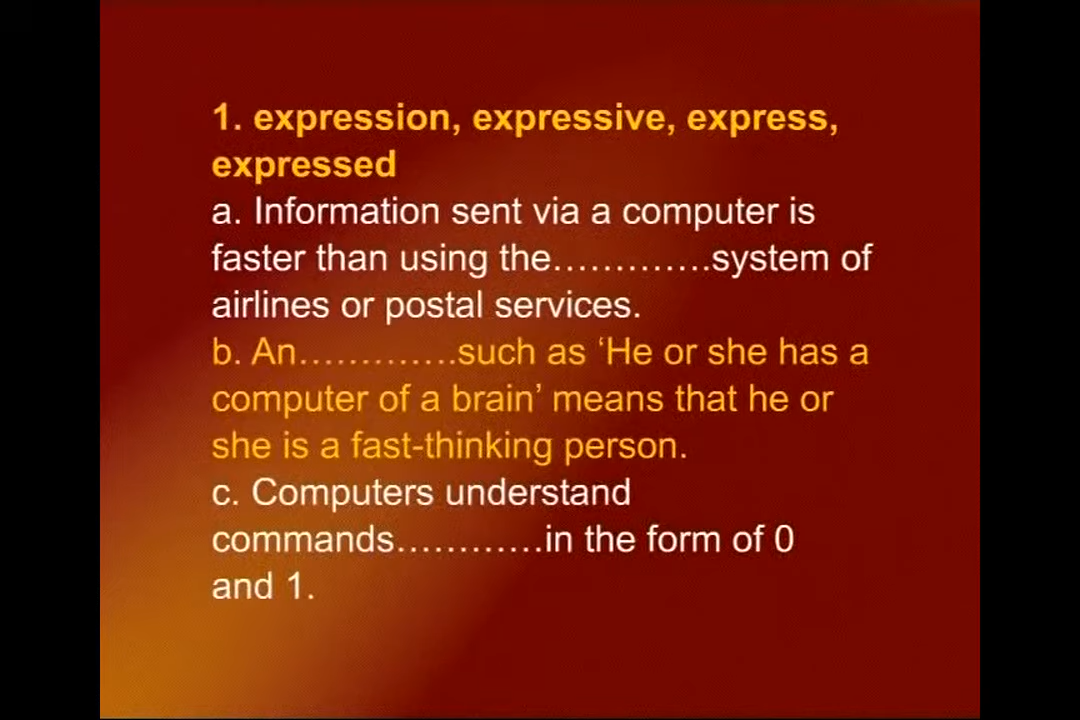 1. expression, expressive, express,
expressed
a. Information sent via a computer is
faster than using the.............system of
airlines or postal services.
b. An.............such as ‘He or she has a
computer of a brain’ means that he or
she is a fast-thinking person.
c. Computers understand
commands............in the form of 0
and 1.